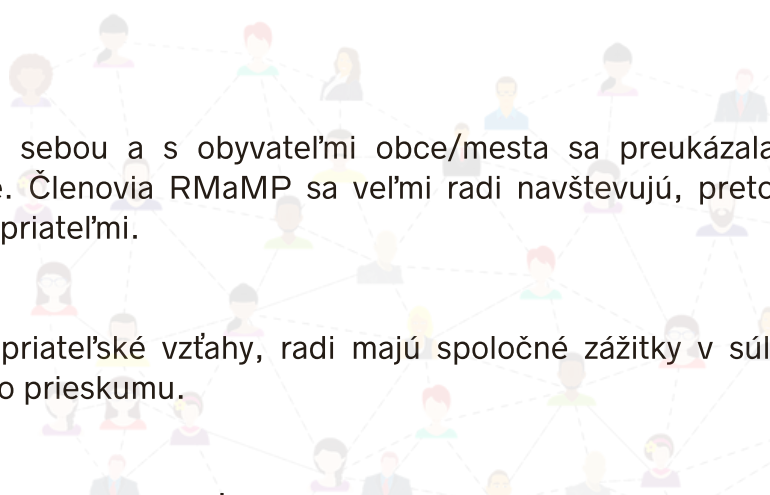 sebou a s obyvateľmi obce/mesta sa preukázala
e. Členovia RMaMP sa veľmi radi navštevujú, preto
priateľmi.
priateľské vzťahy, radi majú spoločné zážitky v súl
o prieskumu.